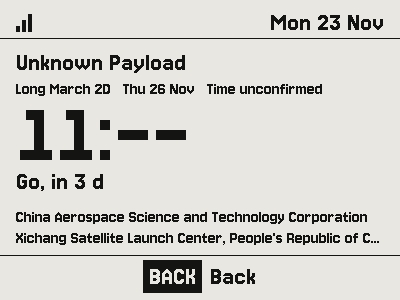 Mon 23 Nov
Unknown Payload
Long March 2D Thu 26 Nov Time unconfirmed
11:--
Go, in 3 d
China Aerospace Science and Technology Corporation
Xichang Satellite Launch Center, People's Republic of C...
BACK Back